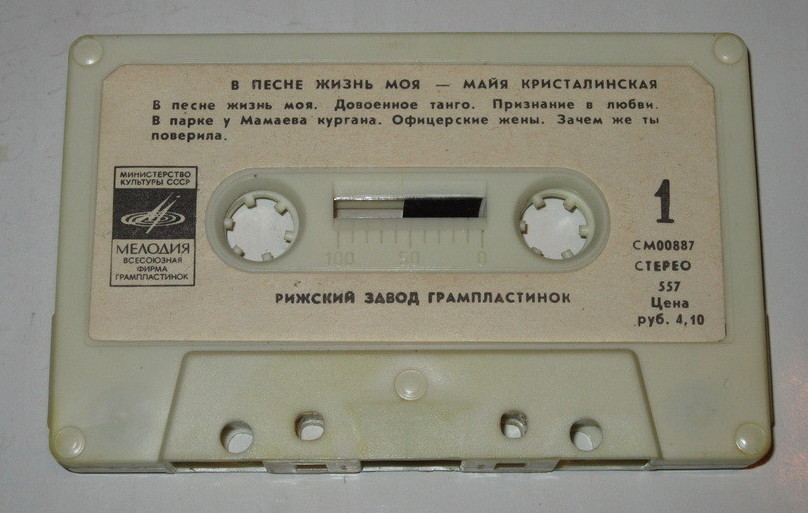 В ПЕСНЕ ЖИЗНЬ МОЯ — МАЙЯ КРИСТАЛИНСКАЯ
В песне жизнь моя. Довоенное танго. Признание в любви.
В парке у Мамаева кургана. Офицерские жены. Зачем же ты
поверила.
МИНИСТЕРСТВО
КУЛЬТУРЫ СССР
МЕЛОДИЯ
ВСЕСОЮЗНАЯ
ФИРМА
ГРАМПЛАСТИНОК
100 50 0
1
СМ00887
СТЕРЕО
557
Цена
руб. 4,10
РИЖСКИЙ ЗАВОД ГРАМПЛАСТИНОК